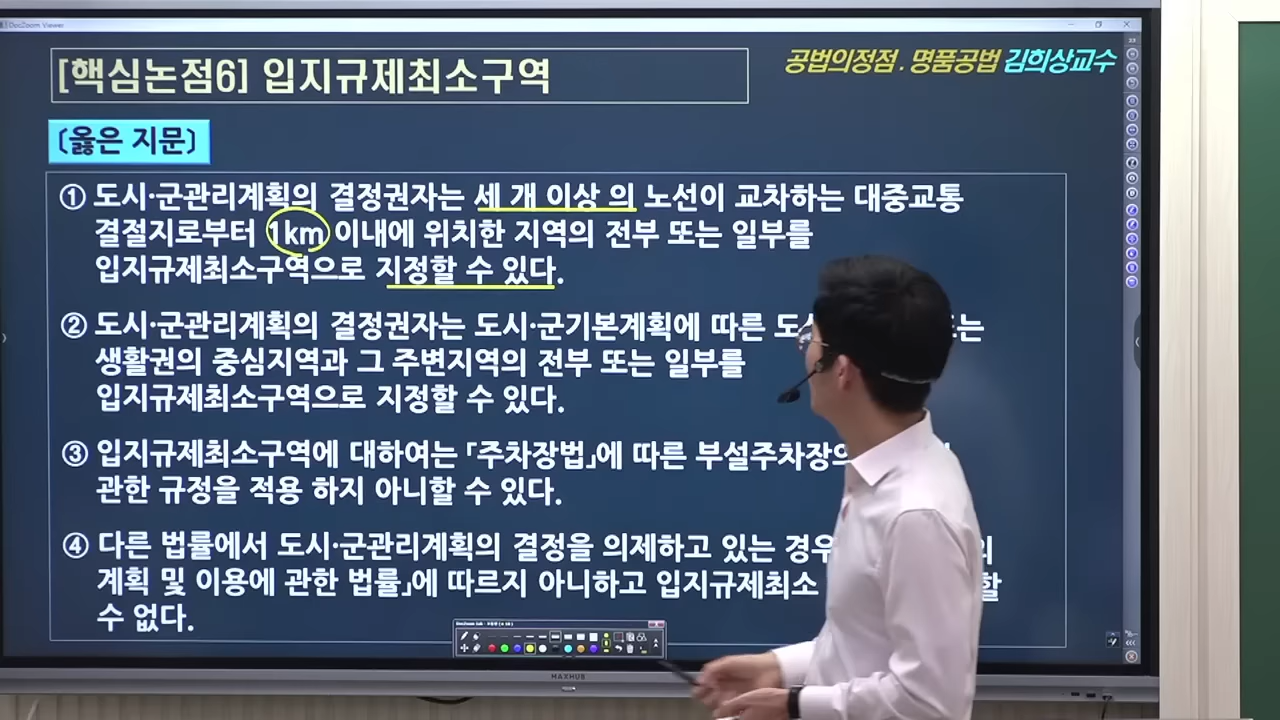 DocZoom Viewer
[핵심논점6] 입지규제최소구역
공법의정점 . 명품공법 김희상교수
(옳은 지문)
① 도시·군관리계획의 결정권자는 세 개 이상 의 노선이 교차하는 대중교통
결절지로부터 1km 이내에 위치한 지역의 전부 또는 일부를
입지규제최소구역으로 지정할 수 있다.
② 도시·군관리계획의 결정권자는 도시·군기본계획에 따른
생활권의 중심지역과 그 주변지역의 전부 또는 일부를
입지규제최소구역으로 지정할 수 있다.
③ 입지규제최소구역에 대하여는 「주차장법」에 따른 부설주차장의
관한 규정을 적용 하지 아니할 수 있다.
④ 다른 법률에서 도시·군관리계획의 결정을 의제하고 있는 경우
계획 및 이용에 관한 법률」에 따르지 아니하고 입지규제최소
수 없다.
MAXHUB